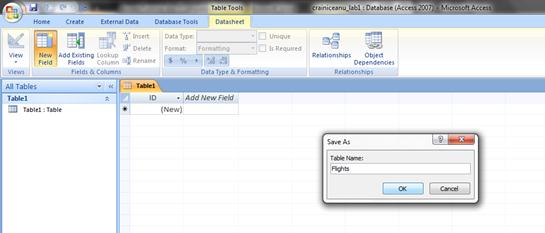 Table Tools
crainiceanu_lab1 : Database (Access 2007) - Microsoft Access
Home
Create
External Data
Database Tools
Datasheet
View
Views
New Field
Add Existing Fields
Lookup Column
Insert
Delete
Rename
Fields & Columns
Data Type:
Format: Formatting
$ % ,
Unique
Is Required
Data Type & Formatting
Relationships
Object Dependencies
Relationships
All Tables
Table1
Table1 : Table
Table1
ID
Add New Field
(New)
Save As
Table Name:
Flights
OK
Cancel